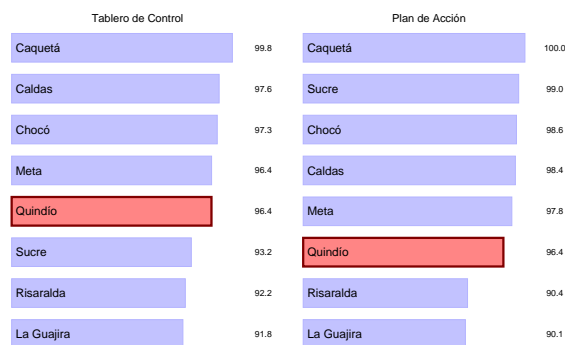 Tablero de Control
Caquetá 99.8
Caldas 97.6
Chocó 97.3
Meta 96.4
Quindío 96.4
Sucre 93.2
Risaralda 92.2
La Guajira 91.8
Plan de Acción
Caquetá 100.0
Sucre 99.0
Chocó 98.6
Caldas 98.4
Meta 97.8
Quindío 96.4
Risaralda 90.4
La Guajira 90.1